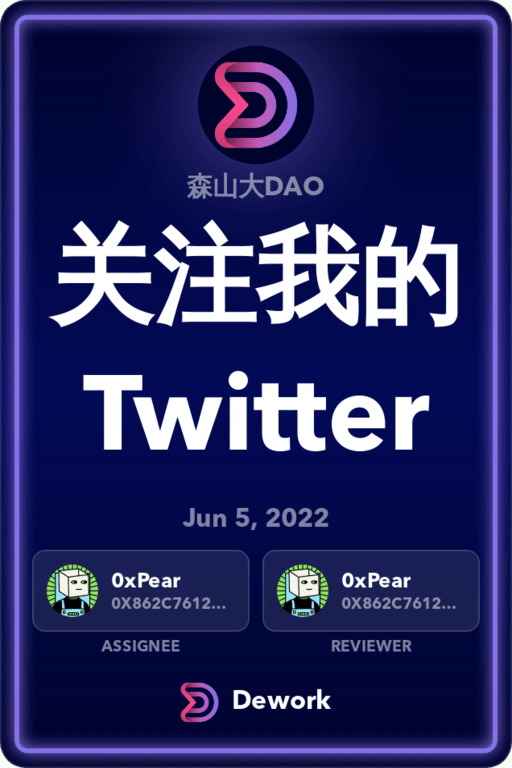 森山大DAO
关注我的
Twitter
Jun 5, 2022
0xPear
0X862C7612...
ASSIGNEE
0xPear
0X862C7612...
REVIEWER
Dework